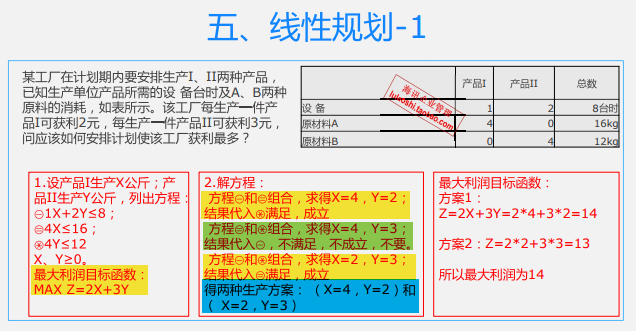 五、线性规划-1
某工厂在计划期内要安排生产I、II两种产品，
已知生产单位产品所需的设 备台时及A、B两种
原料的消耗，如表所示。该工厂每生产一件产
品I可获利2元，每生产一件产品II可获利3元，
问应该如何安排计划使该工厂获利最多？
产品I 产品II 总数
设 备 1 2 8台时
原材料A 4 0 16kg
原材料B 0 4 12kg
1.设产品I生产X公斤；产
品II生产Y公斤，列出方程：
㊀1X+2Y≤8；
㊁4X≤16；
㊂4Y≤12
X、Y≥0。
最大利润目标函数：
MAX Z=2X+3Y
2.解方程：
方程㊀和㊁组合，求得X=4，Y=2；
结果代入㊂满足，成立
方程㊁和㊂组合，求得X=4，Y=3；
结果代入㊀，不满足，不成立，不要。
方程㊀和㊂组合，求得X=2，Y=3；
结果代入㊁满足，成立
得两种生产方案：（X=4，Y=2）和
（ X=2，Y=3）
最大利润目标函数：
方案1：
Z=2X+3Y=2*4+3*2=14
方案2：Z=2*2+3*3=13
所以最大利润为14